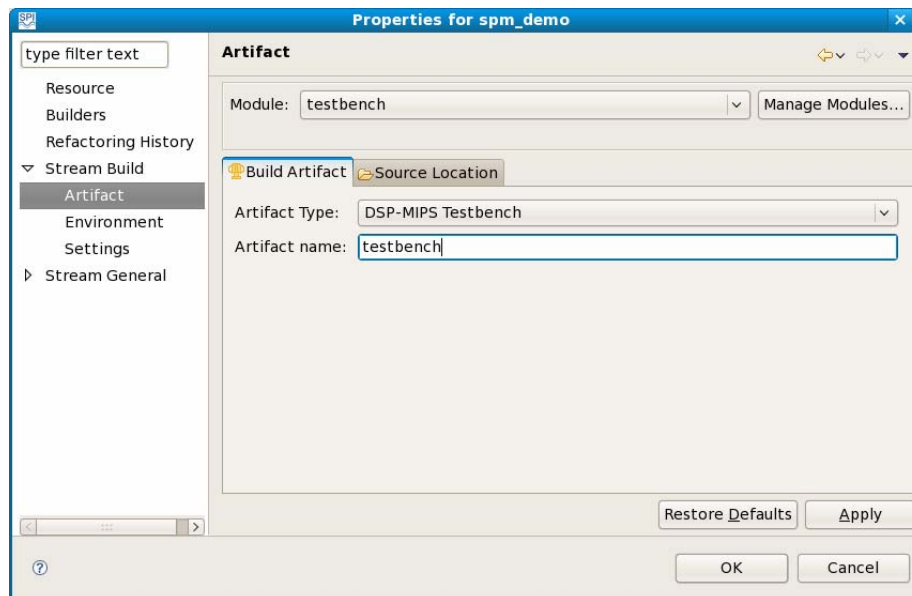 SPI
Properties for spm_demo
type filter text
Resource
Builders
Refactoring History
Stream Build
Artifact
Environment
Settings
Stream General
Artifact
Module: testbench Manage Modules...
Build Artifact Source Location
Artifact Type: DSP-MIPS Testbench
Artifact name: testbench
Restore Defaults Apply
? OK Cancel